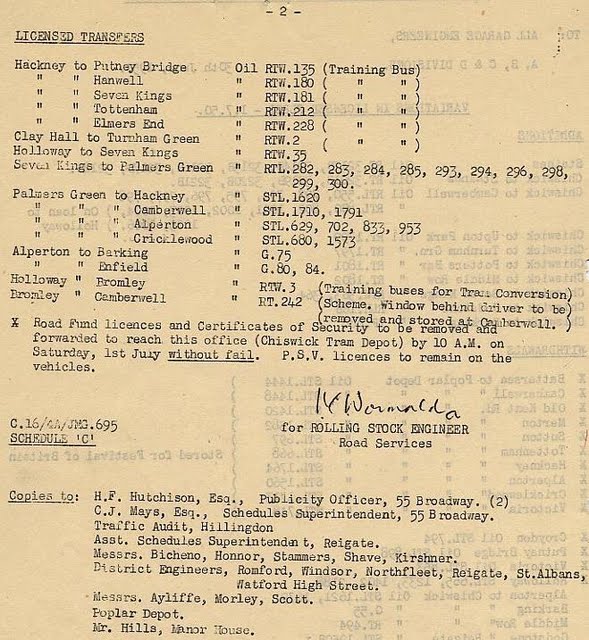 - 2 -
LICENSED TRANSFERS
Hackney to Putney Bridge Oil RTW.135 (Training Bus)
" " Hanwell " RTW.180 ( " " )
" " Seven Kings " RTW.181 ( " " )
" " Tottenham " RTW.212 ( " " )
" " Elmers End " RTW.228 ( " " )
Clay Hall to Turnham Green " RTW.2 ( " " )
Holloway to Seven Kings " RTW.35
Seven Kings to Palmers Green " RTL.282, 283, 284, 285, 293, 294, 296, 298,
299, 300.
Palmers Green to Hackney " STL.1620
" " " Camberwell " STL.1710, 1791
" " " Alperton " STL.629, 702, 833, 953
" " " Cricklewood " STL.680, 1573
Alperton to Barking " G.75
" " Enfield " G.80, 84.
Holloway " Bromley " RTW.3 (Training buses for Tram Conversion)
Bromley " Camberwell " RT.242 (Scheme. Window behind driver to be)
(removed and stored at Camberwell. )
X Road Fund licences and Certificates of Security to be removed and
forwarded to reach this office (Chiswick Tram Depot) by 10 A.M. on
Saturday, 1st July without fail. P.S.V. licences to remain on the
vehicles.
C.16/4A/JMG.695
SCHEDULE 'C'
for ROLLING STOCK ENGINEER
Road Services
Copies to: H.F. Hutchison, Esq., Publicity Officer, 55 Broadway. (2)
C.J. Mays, Esq., Schedules Superintendent, 55 Broadway.
Traffic Audit, Hillingdon
Asst. Schedules Superintendent, Reigate.
Messrs. Bicheno, Honnor, Stammers, Shave, Kirshner.
District Engineers, Romford, Windsor, Northfleet, Reigate, St.Albans,
Watford High Street.
Messrs. Ayliffe, Morley, Scott.
Poplar Depot.
Mr. Hills, Manor House.